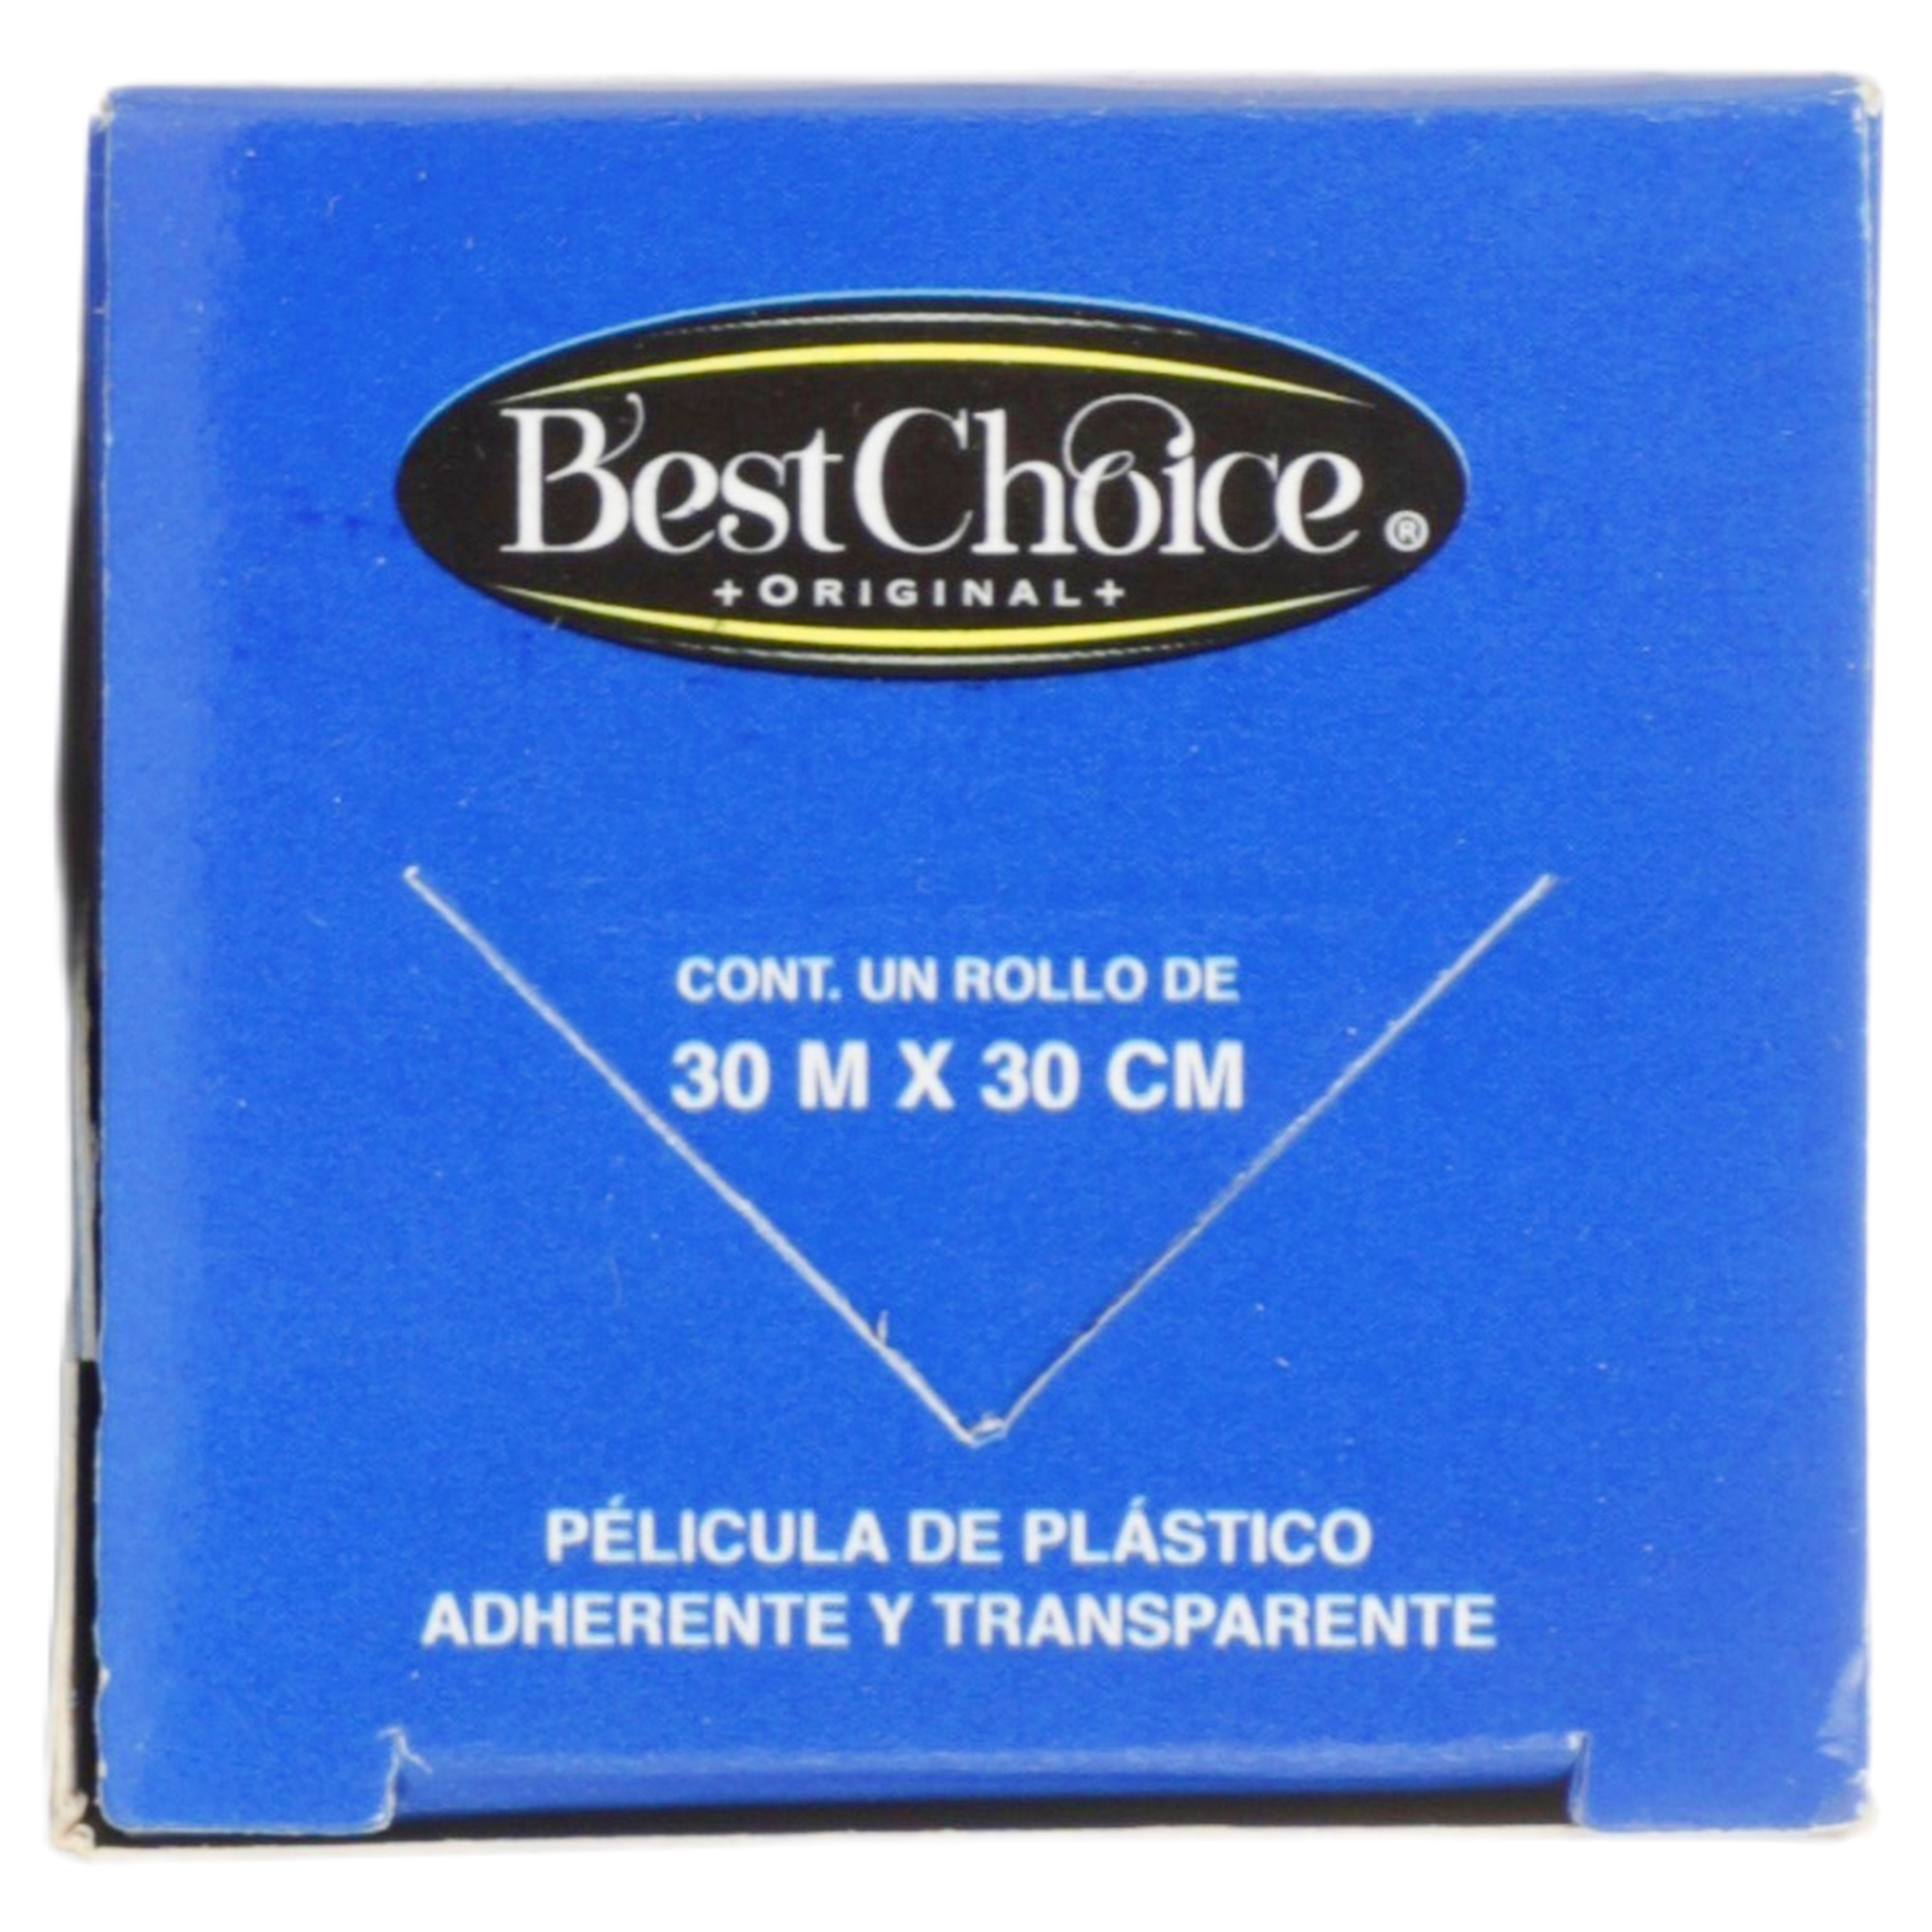 BestChoice ®
+ORIGINAL+
CONT. UN ROLLO DE
30 M X 30 CM
PÉLICULA DE PLÁSTICO
ADHERENTE Y TRANSPARENTE